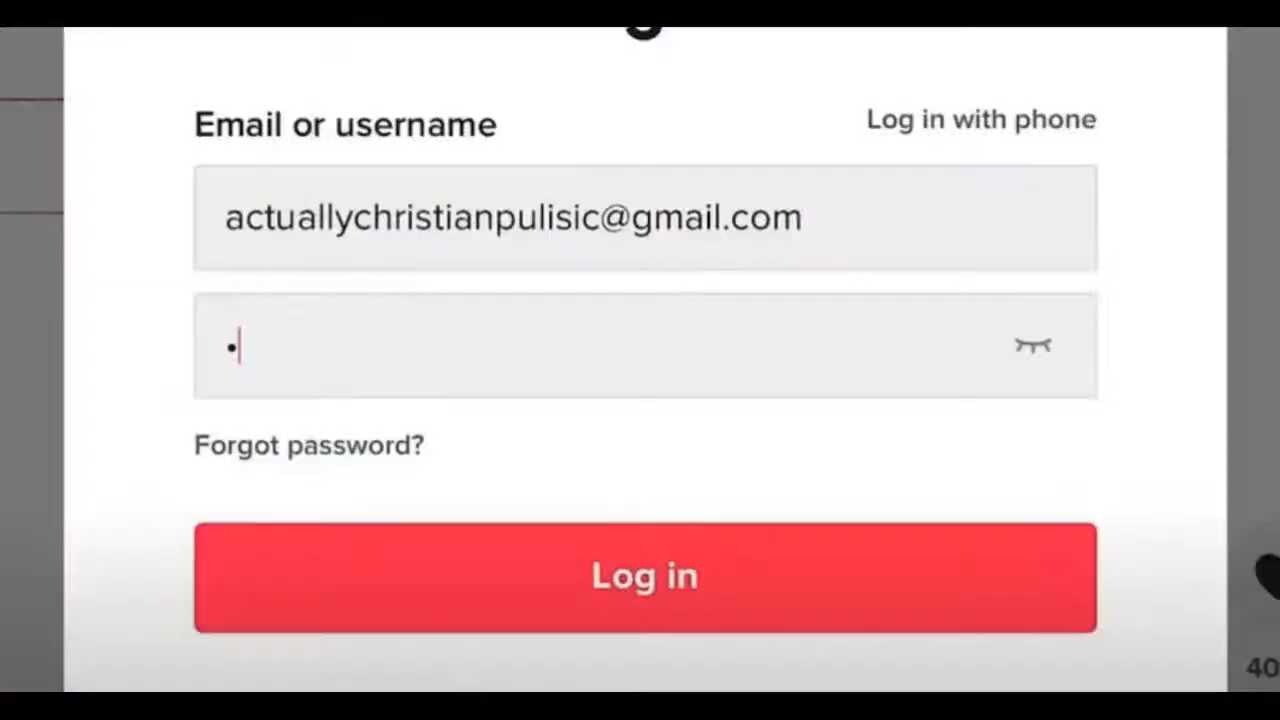 Email or username
Log in with phone
actuallychristianpulisic@gmail.com
•
Forgot password?
Log in
40